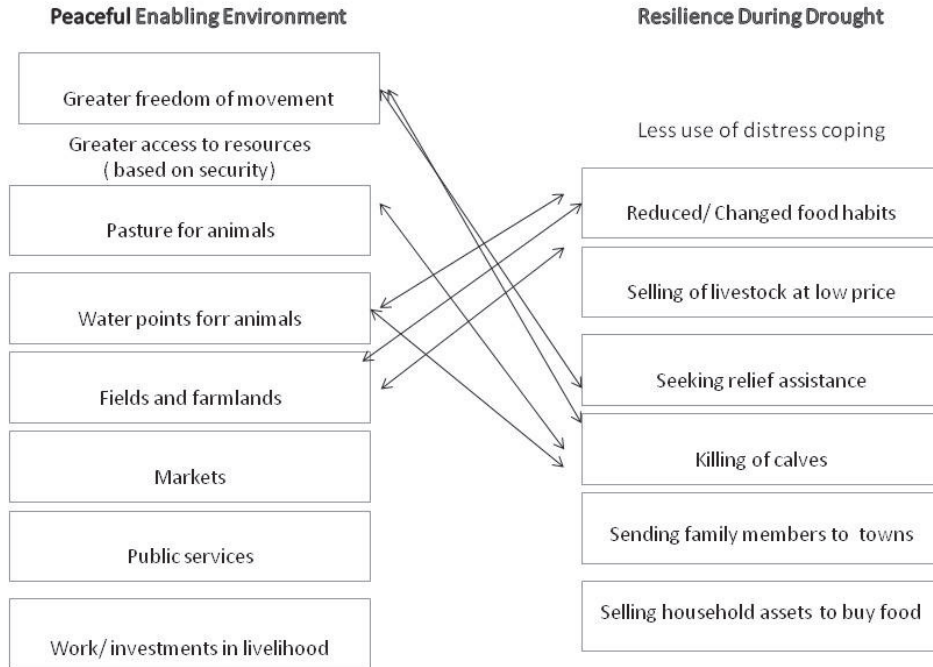 Peaceful Enabling Environment
Greater freedom of movement
Greater access to resources
( based on security)
Pasture for animals
Water points forr animals
Fields and farmlands
Markets
Public services
Work/ investments in livelihood
Resilience During Drought
Less use of distress coping
Reduced/ Changed food habits
Selling of livestock at low price
Seeking relief assistance
Killing of calves
Sending family members to towns
Selling household assets to buy food